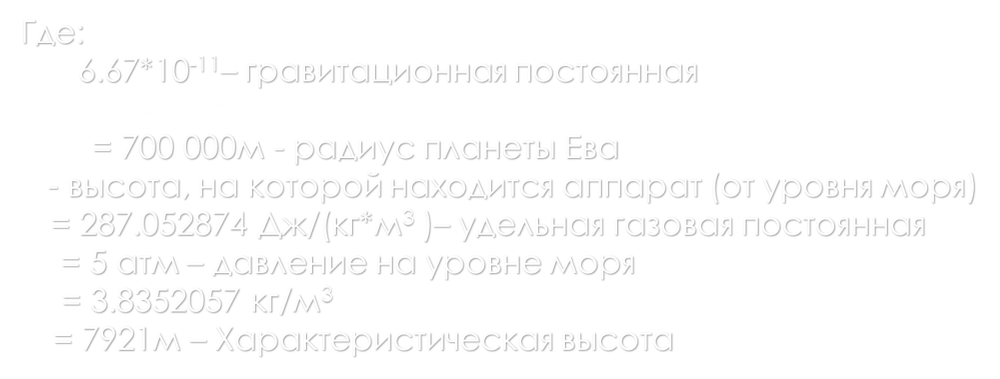 Где:
6.67*10⁻¹¹– гравитационная постоянная
= 700 000м - радиус планеты Ева
- высота, на которой находится аппарат (от уровня моря)
= 287.052874 Дж/(кг*м³ )– удельная газовая постоянная
= 5 атм – давление на уровне моря
= 3.8352057 кг/м³
= 7921м – Характеристическая высота